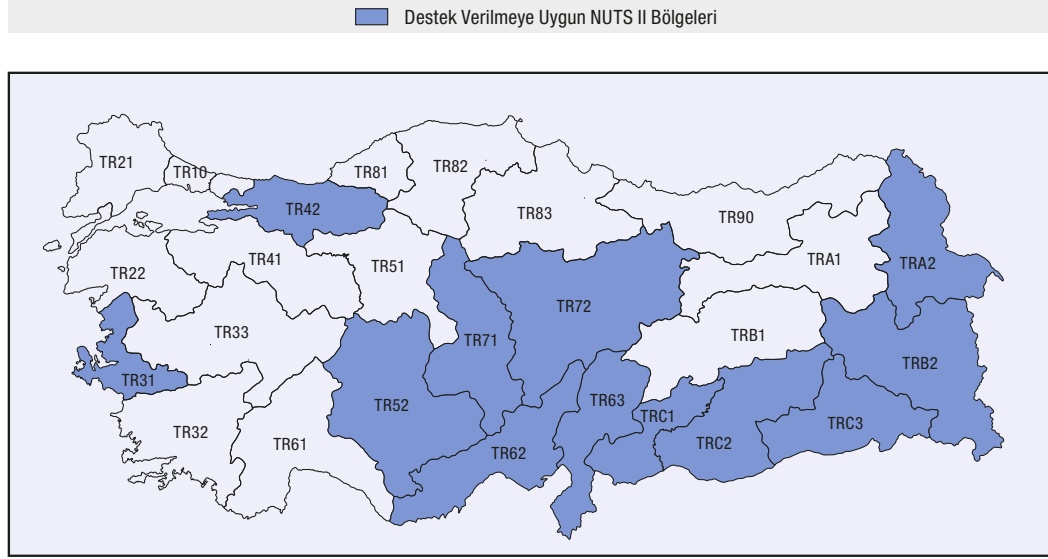 Destek Verilmeye Uygun NUTS II Bölgeleri
TR21
TR10
TR81
TR82
TR42
TR83
TR90
TR22
TR41
TR51
TRA1
TRA2
TR72
TR33
TR71
TRB1
TRB2
TR31
TR52
TR63
TRC1
TRC2
TRC3
TR32
TR61
TR62